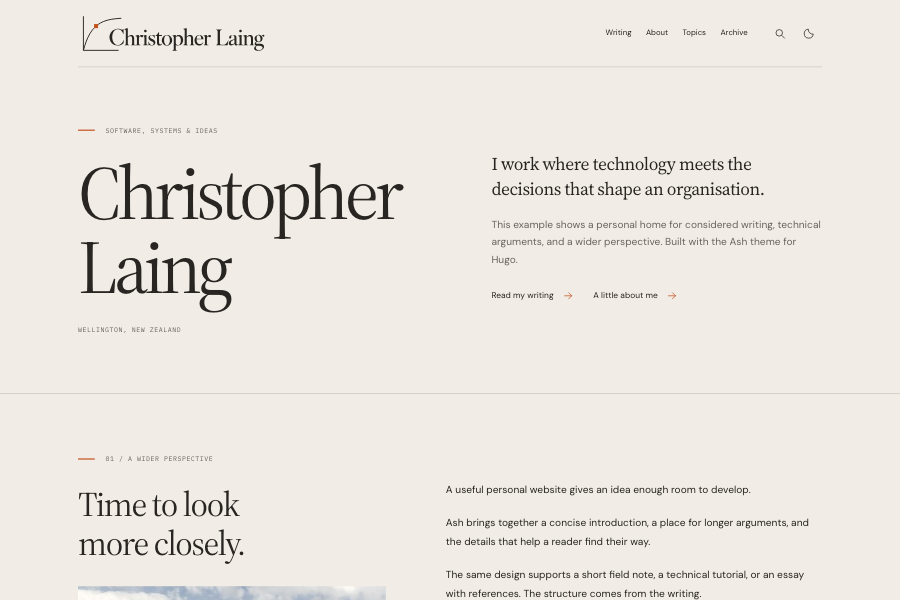 Christopher Laing
Writing About Topics Archive
SOFTWARE, SYSTEMS & IDEAS
Christopher
Laing
WELLINGTON, NEW ZEALAND
I work where technology meets the
decisions that shape an organisation.
This example shows a personal home for considered writing, technical
arguments, and a wider perspective. Built with the Ash theme for
Hugo.
Read my writing
A little about me
01 / A WIDER PERSPECTIVE
Time to look
more closely.
A useful personal website gives an idea enough room to develop.
Ash brings together a concise introduction, a place for longer arguments, and
the details that help a reader find their way.
The same design supports a short field note, a technical tutorial, or an essay
with references. The structure comes from the writing.